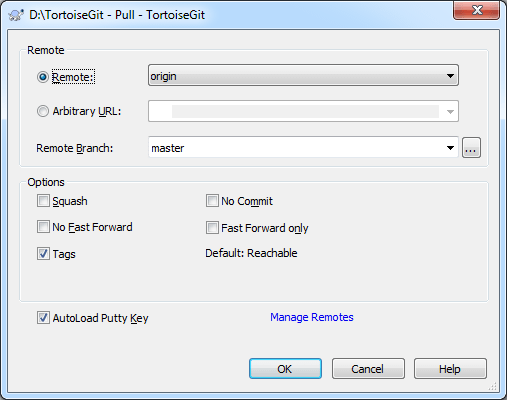 D:\TortoiseGit - Pull - TortoiseGit
Remote
Remote: origin
Arbitrary URL:
Remote Branch: master ...
Options
Squash No Commit
No Fast Forward Fast Forward only
Tags Default: Reachable
AutoLoad Putty Key Manage Remotes
OK Cancel Help